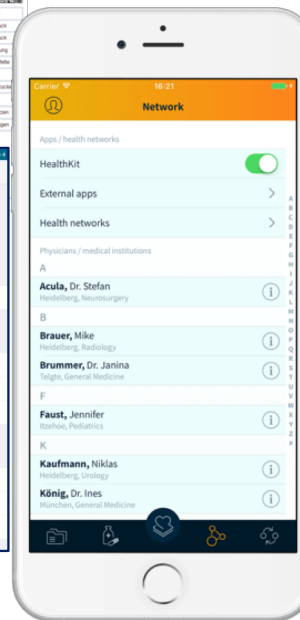 Carrier 16:21
Network
Apps / health networks
HealthKit
External apps
Health networks
Physicians / medical institutions
A
Acula, Dr. Stefan
Heidelberg, Neurosurgery
B
Brauer, Mike
Heidelberg, Radiology
Brummer, Dr. Janina
Telgte, General Medicine
F
Faust, Jennifer
Itzehoe, Pediatrics
K
Kaufmann, Niklas
Heidelberg, Urology
König, Dr. Ines
München, General Medicine
A
B
C
D
E
F
G
H
I
J
K
L
M
N
O
P
Q
R
S
T
U
V
W
X
Y
Z
#